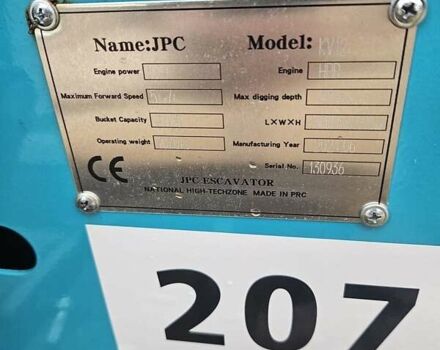 Name:JPC Model:
Engine power Engine
Maximum Forward Speed Max digging depth
Bucket Capacity L×W×H
Operating weight Manufacturing Year
Serial No. 130936
CE
JPC ESCAVATOR
NATIONAL HIGH-TECHZONE MADE IN PRC
207